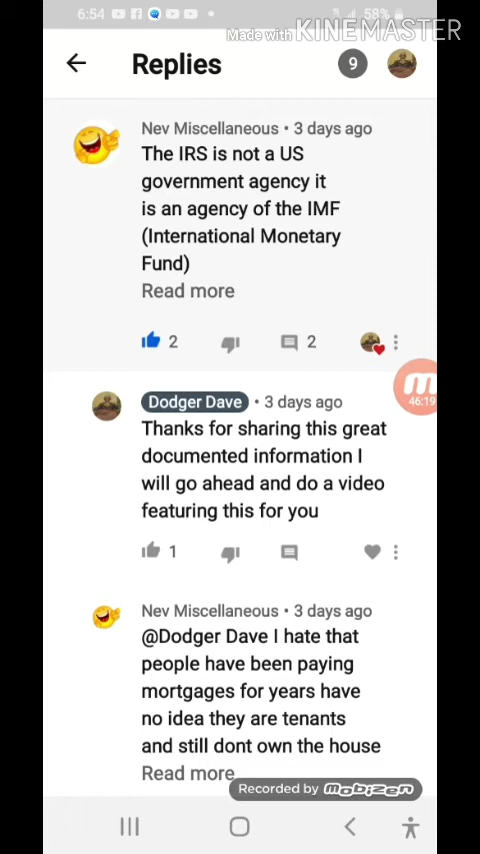 6:54
58%
Made with KINEMASTER
Replies
9
Nev Miscellaneous • 3 days ago
The IRS is not a US
government agency it
is an agency of the IMF
(International Monetary
Fund)
Read more
2
2
46:19
Dodger Dave • 3 days ago
Thanks for sharing this great
documented information I
will go ahead and do a video
featuring this for you
1
Nev Miscellaneous • 3 days ago
@Dodger Dave I hate that
people have been paying
mortgages for years have
no idea they are tenants
and still dont own the house
Read more
Recorded by mobizen